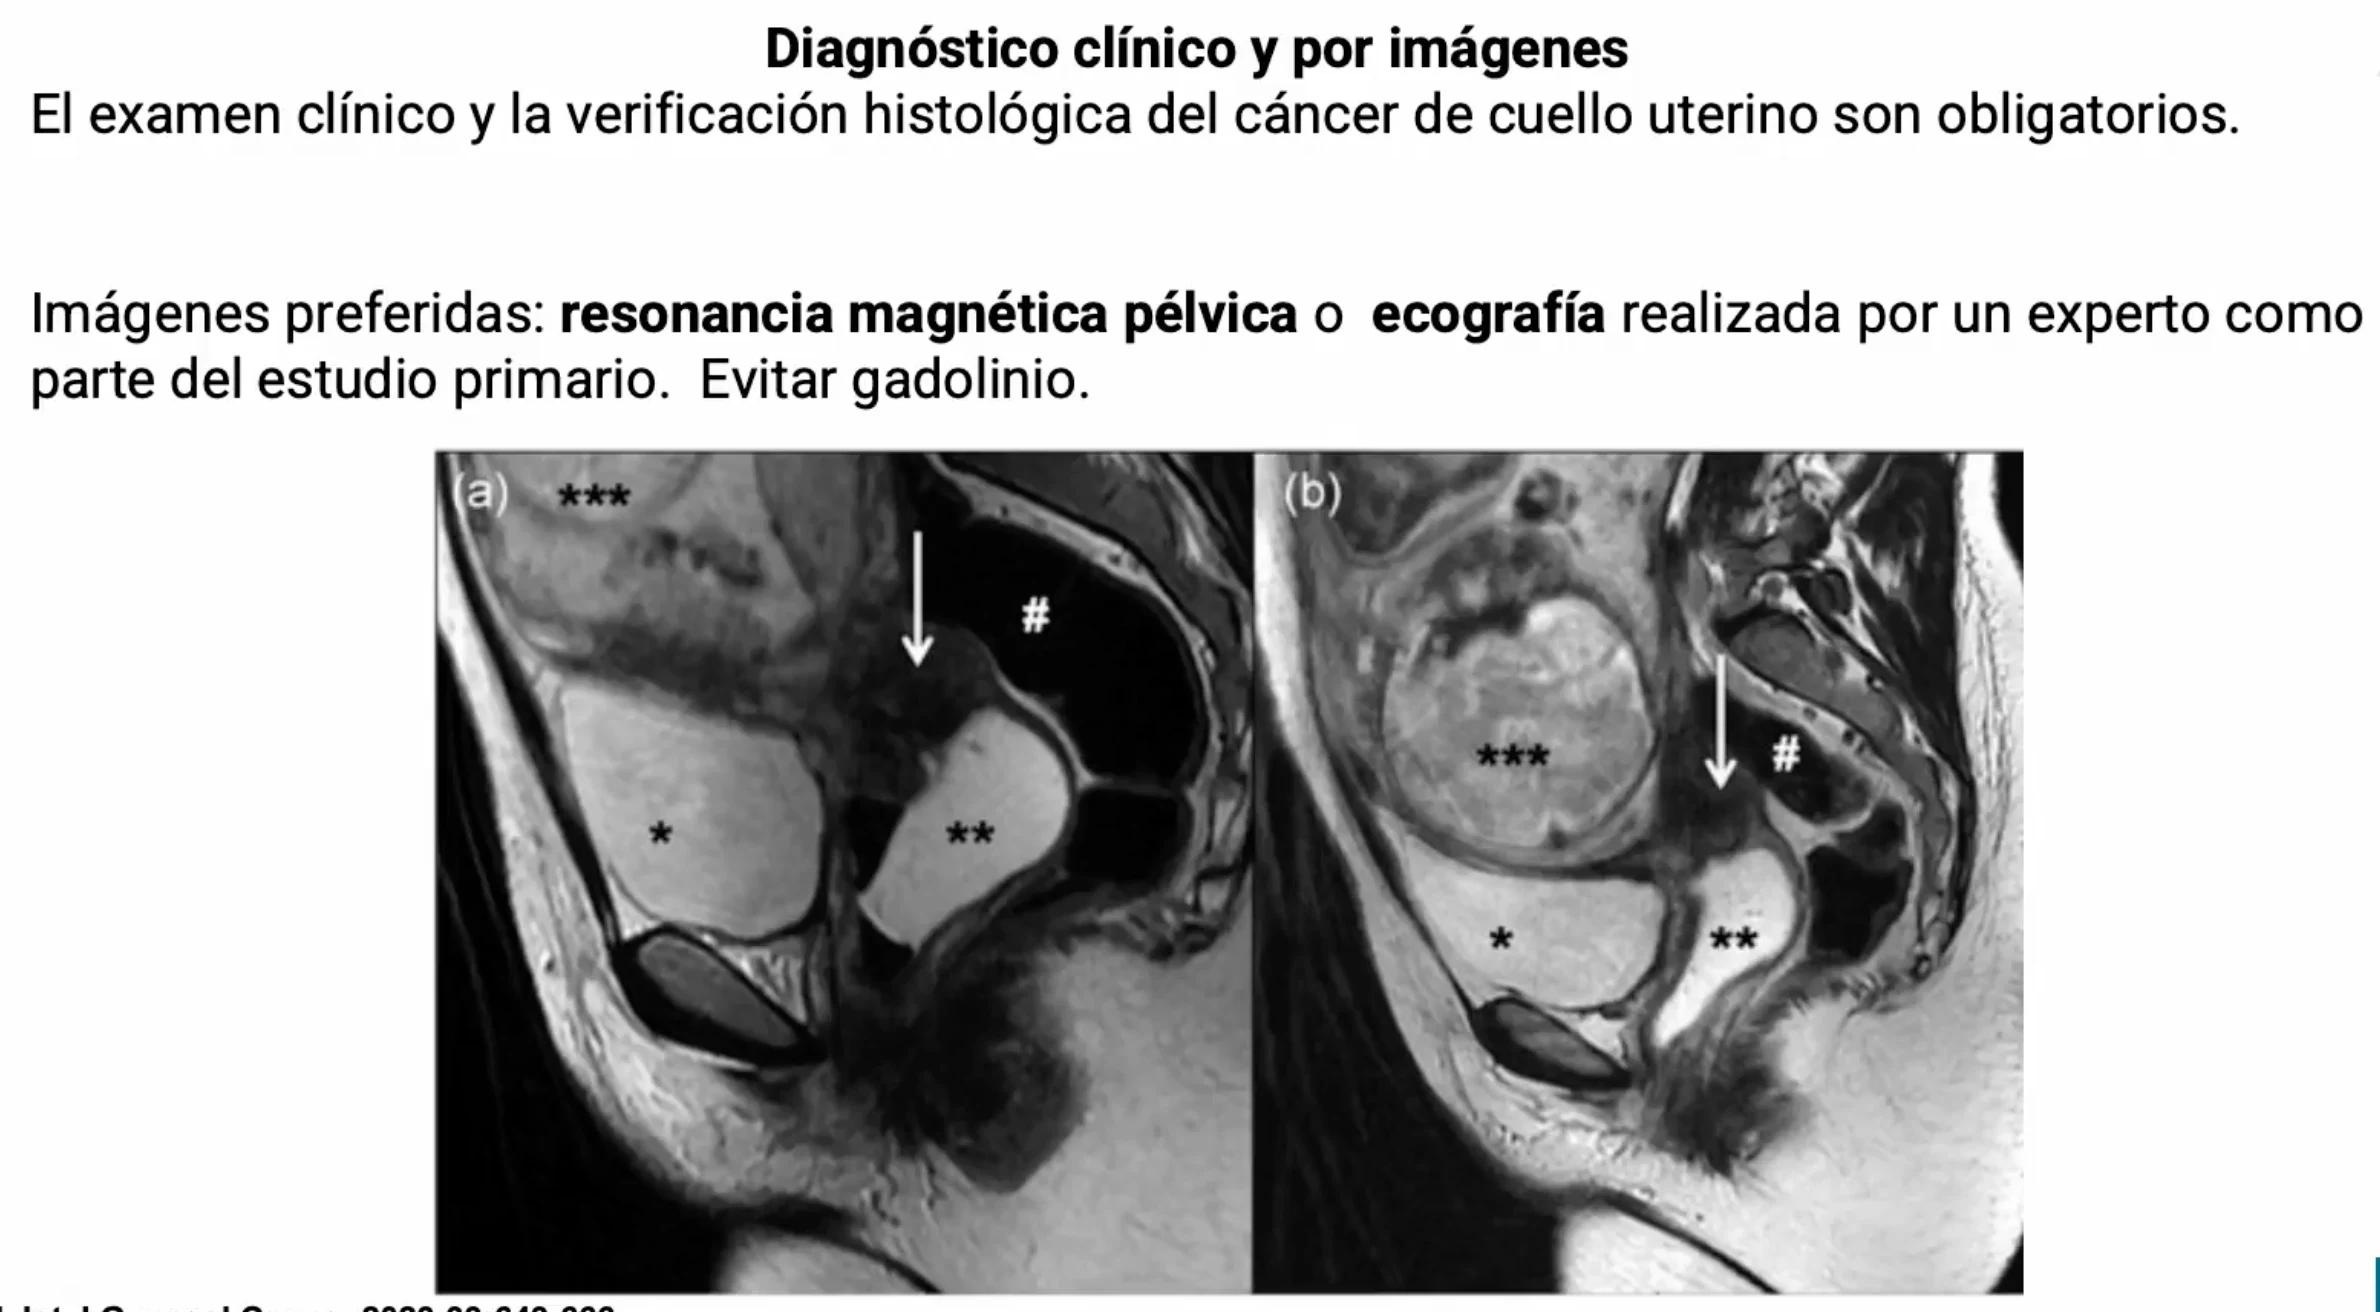 Diagnóstico clínico y por imágenes
El examen clínico y la verificación histológica del cáncer de cuello uterino son obligatorios.
Imágenes preferidas: resonancia magnética pélvica o ecografía realizada por un experto como
parte del estudio primario. Evitar gadolinio.
(a) *** (b)
#
*** #
* **
* **